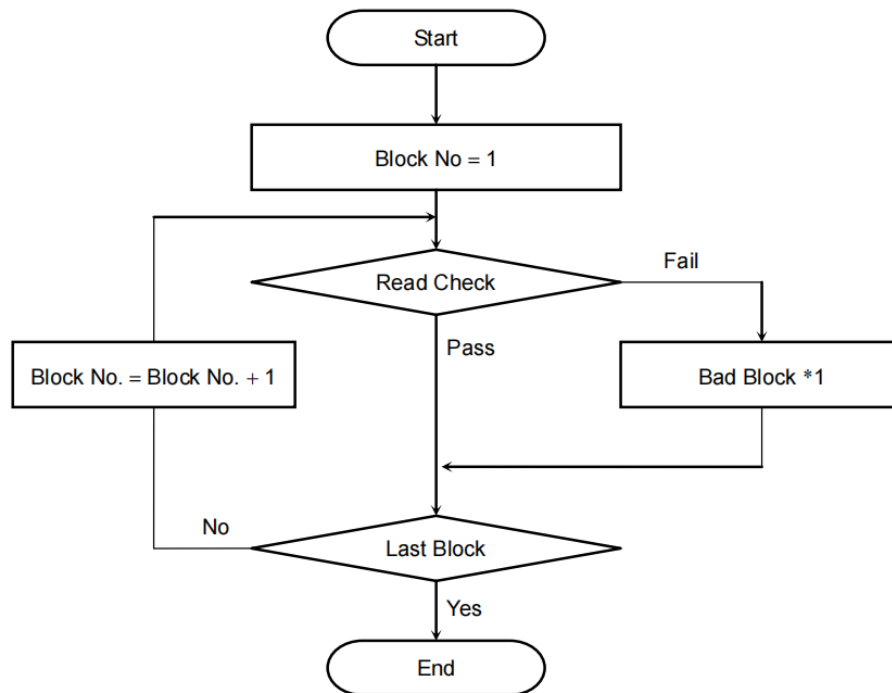 Start
Block No = 1
Read Check
Fail
Pass
Block No. = Block No. + 1
Bad Block *1
No
Last Block
Yes
End